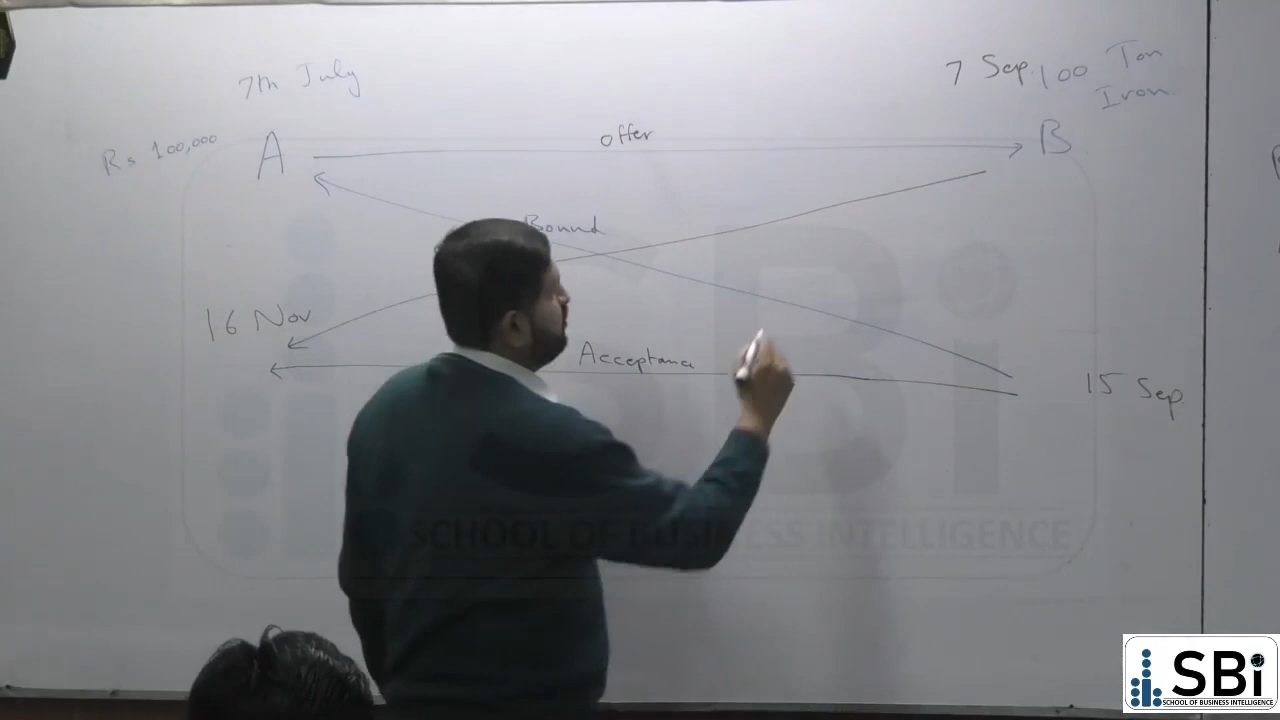 7th July
7 Sep. 100 Ton
Iron
Rs 100,000
A
offer
B
Bound
16 Nov
Acceptance
15 Sep.
SBi
SCHOOL OF BUSINESS INTELLIGENCE
SBi
SCHOOL OF BUSINESS INTELLIGENCE